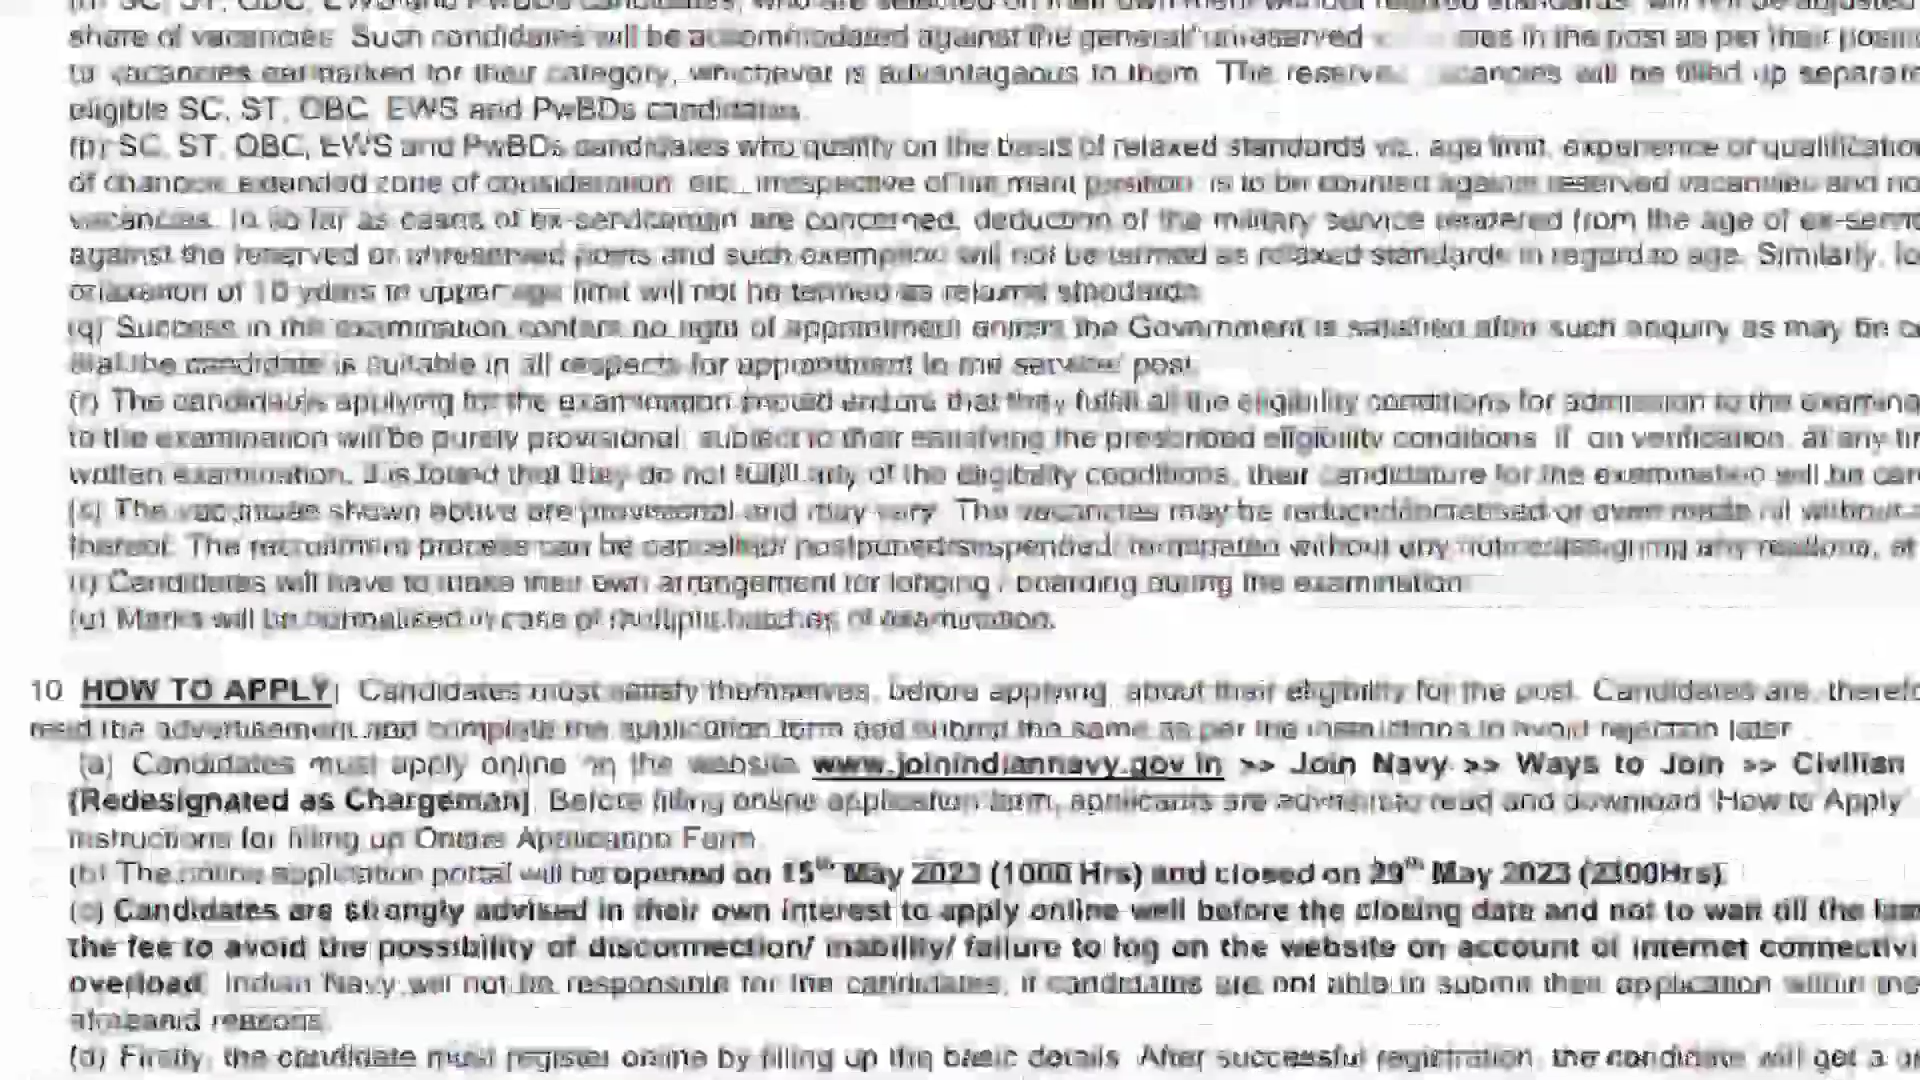 share of vacancies. Such candidates will be accommodated against the general/ unreserved in the post as per their
to vacancies earmarked for their category, whichever is advantageous to them. The reserved vacancies will be filled up
eligible SC, ST, OBC, EWS and PwBDs candidates.
(p) SC, ST, OBC, EWS and PwBDs candidates who qualify on the basis of relaxed standards viz. age limit, experience or
of chances, extended zone of consideration, etc., irrespective of the merit position, is to be counted against reserved vacancies and
vacancies. In so far as cases of ex-serviceman are concerned, deduction of the military service rendered from the age of
against the reserved or unreserved posts and such exemption will not be termed as relaxed standards in regard to age. Similarly,
relaxation of 10 years in upper age limit will not be termed as relaxed standards.
(q) Success in the examination confers no right of appointment unless the Government is satisfied after such enquiry as may be
that the candidate is suitable in all respects for appointment to the service/ post.
(r) The candidates applying for the examination should ensure that they fulfill all the eligibility conditions for admission to the
to the examination will be purely provisional, subject to their satisfying the prescribed eligibility conditions. If, on verification, at any
written examination, it is found that they do not fulfill any of the eligibility conditions, their candidature for the examination will be
(s) The vacancies shown above are provisional and may vary. The vacancies may be reduced/increased or even made nil without
thereof. The recruitment process can be cancelled/ postponed/suspended/ terminated without any notice/assigning any reasons, at
(t) Candidates will have to make their own arrangement for lodging / boarding during the examination.
(u) Marks will be normalised in case of multiple batches of examination.
10 HOW TO APPLY: Candidates must satisfy themselves, before applying, about their eligibility for the post. Candidates are,
read the advertisement and complete the application form and submit the same as per the instructions to avoid rejection later.
(a) Candidates must apply online on the website www.joinindiannavy.gov.in >> Join Navy >> Ways to Join >> Civilian
[Redesignated as Chargeman]. Before filling online application form, applicants are advised to read and download 'How to Apply'
instructions for filling up Online Application Form.
(b) The online application portal will be opened on 15th May 2023 (1000 Hrs) and closed on 29th May 2023 (2300Hrs).
(c) Candidates are strongly advised in their own interest to apply online well before the closing date and not to wait till the
the fee to avoid the possibility of disconnection/ inability/ failure to log on the website on account of internet
overload. Indian Navy will not be responsible for the candidates, if candidates are not able to submit their application within the
aforesaid reasons.
(d) Firstly, the candidate must register online by filling up the basic details. After successful registration, the candidate will get a